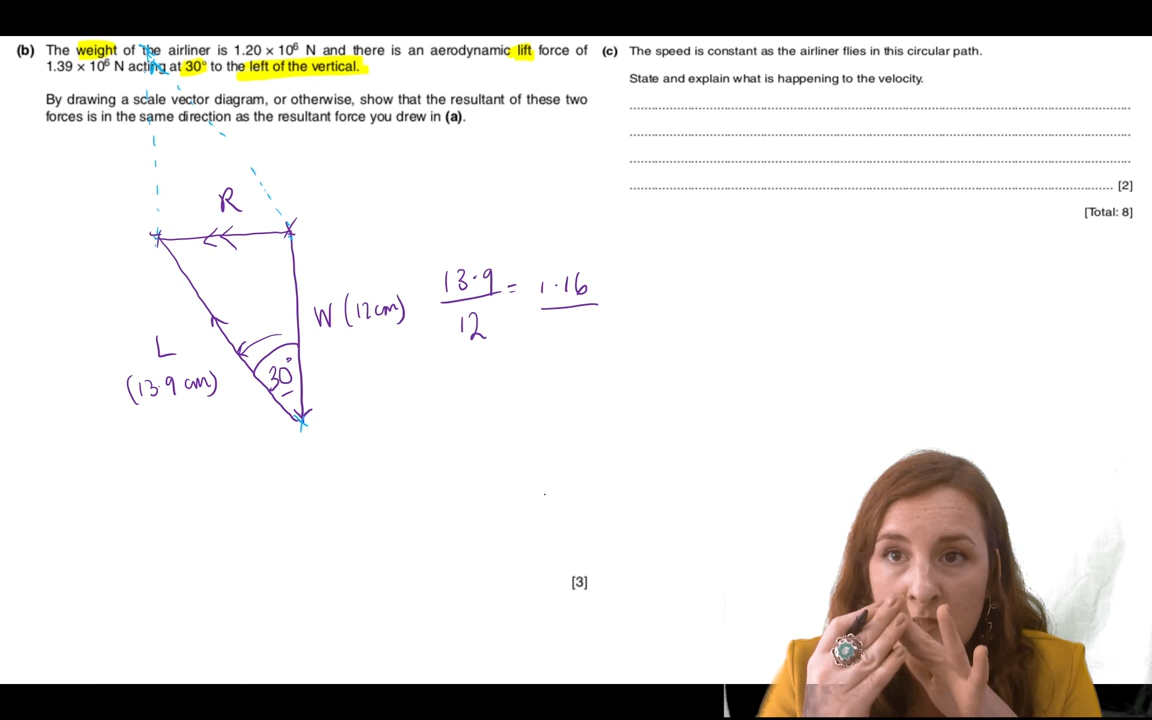 (b) The weight of the airliner is 1.20 × 10⁶ N and there is an aerodynamic lift force of
1.39 × 10⁶ N acting at 30° to the left of the vertical.
By drawing a scale vector diagram, or otherwise, show that the resultant of these two
forces is in the same direction as the resultant force you drew in (a).
R
W (12cm)
13.9
12
= 1.16
L
(13.9 cm)
30°
[3]
(c) The speed is constant as the airliner flies in this circular path.
State and explain what is happening to the velocity.
[2]
[Total: 8]